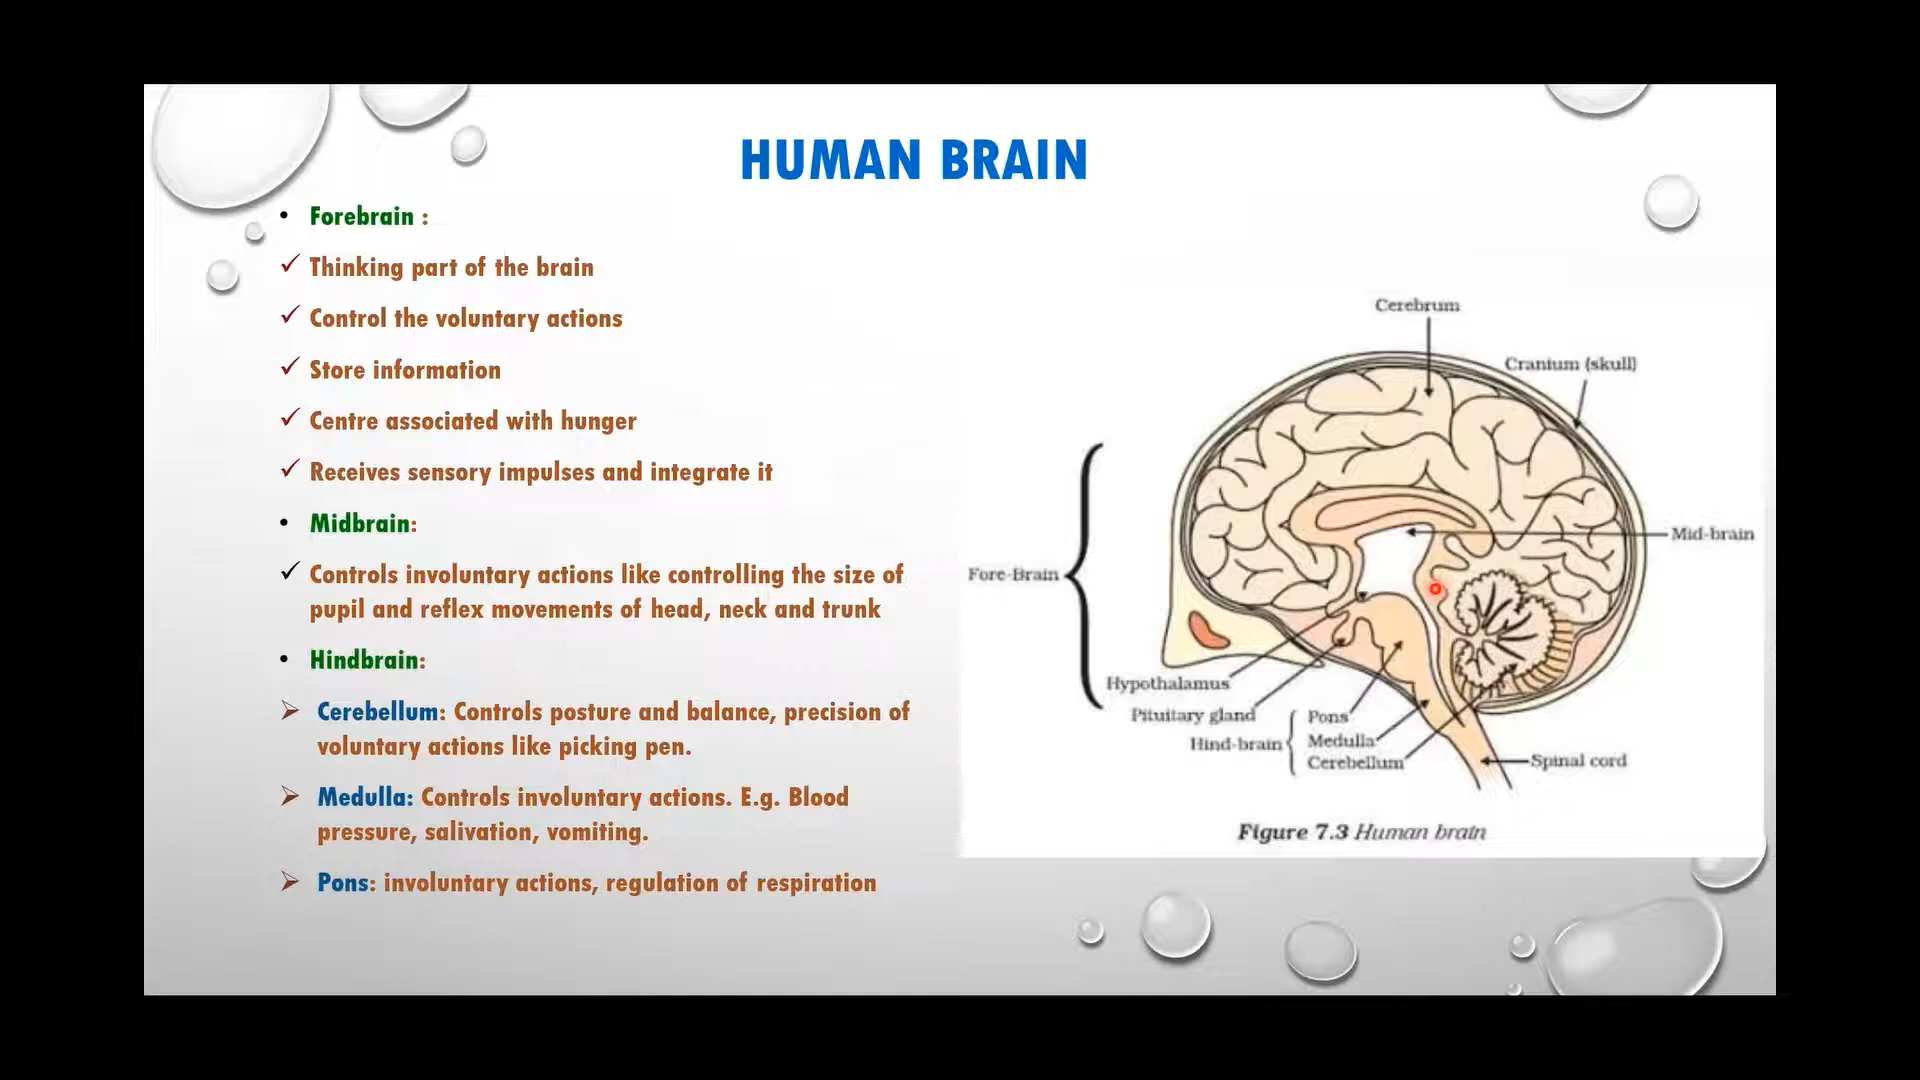 HUMAN BRAIN
• Forebrain :
✓ Thinking part of the brain
✓ Control the voluntary actions
✓ Store information
✓ Centre associated with hunger
✓ Receives sensory impulses and integrate it
• Midbrain:
✓ Controls involuntary actions like controlling the size of
pupil and reflex movements of head, neck and trunk
• Hindbrain:
➢ Cerebellum: Controls posture and balance, precision of
voluntary actions like picking pen.
➢ Medulla: Controls involuntary actions. E.g. Blood
pressure, salivation, vomiting.
➢ Pons: involuntary actions, regulation of respiration
Cerebrum
Cranium (skull)
Mid-brain
Fore-Brain
Hypothalamus
Pituitary gland
Hind-brain
Pons
Medulla
Cerebellum
Spinal cord
Figure 7.3 Human brain